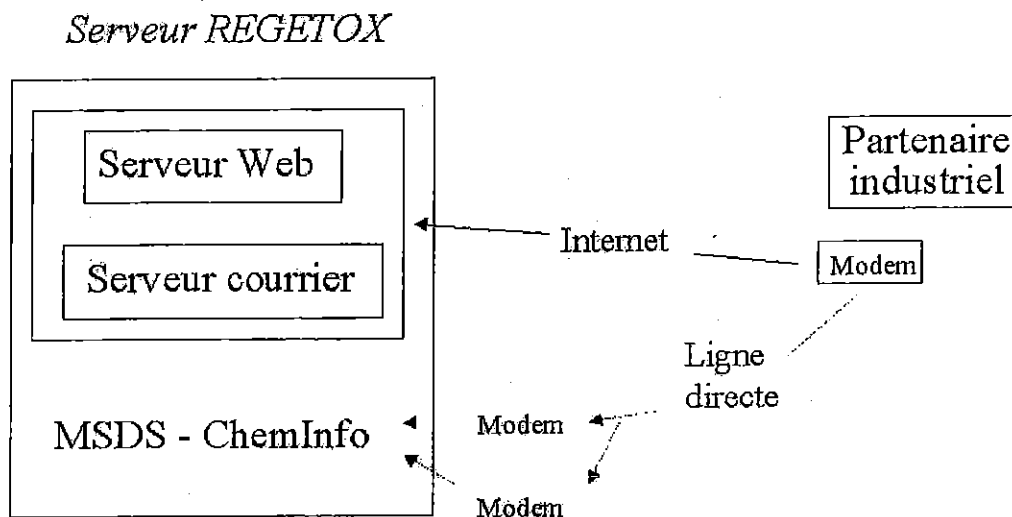 Serveur REGETOX
Serveur Web
Serveur courrier
MSDS - ChemInfo
Internet
Partenaire
industriel
Modem
Ligne
directe
Modem
Modem